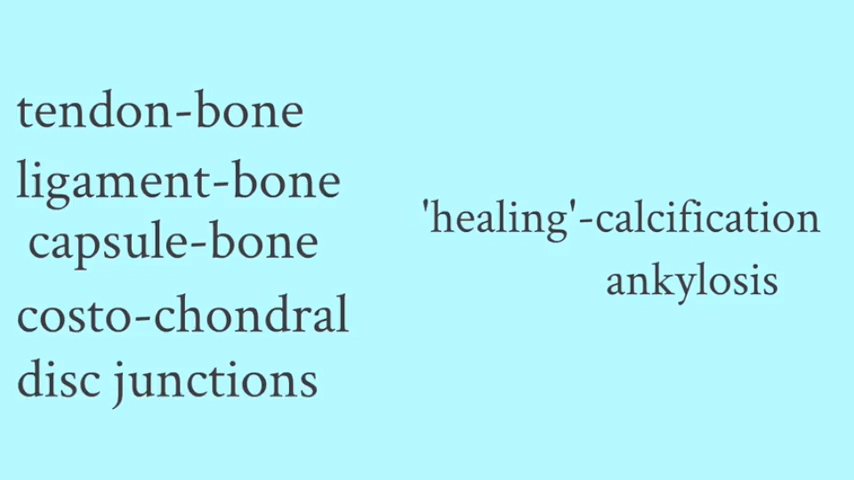 tendon-bone
ligament-bone
capsule-bone
costo-chondral
disc junctions
'healing'-calcification
ankylosis